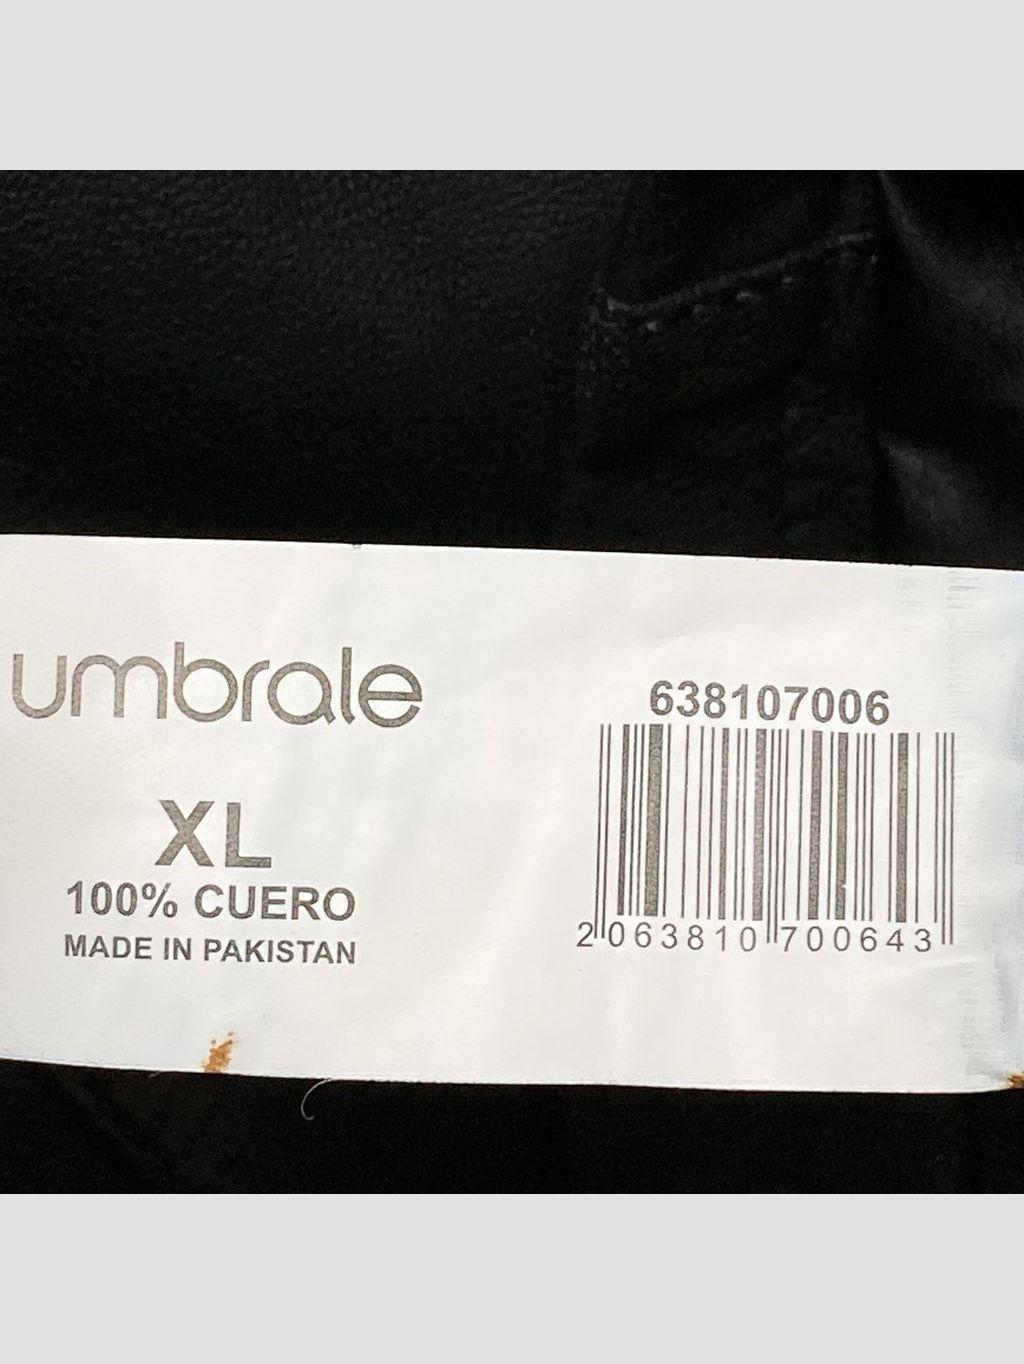 umbrale
XL
100% CUERO
MADE IN PAKISTAN
638107006
2 063810 700643